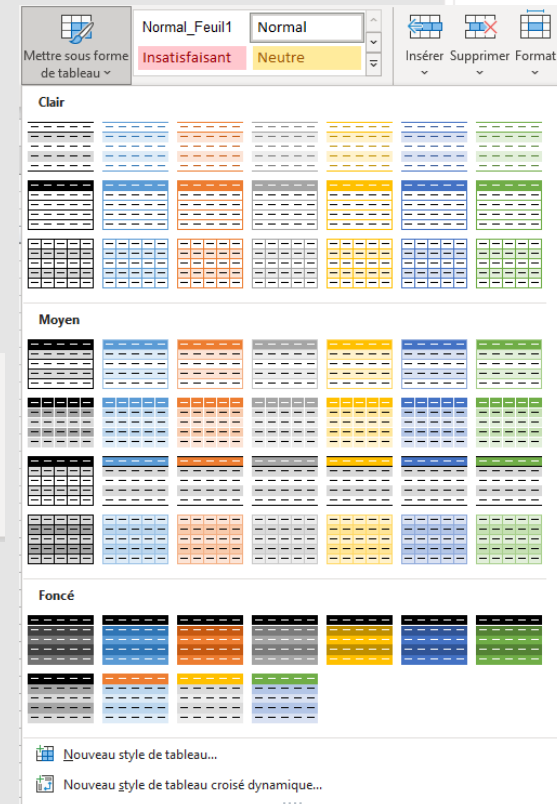 Normal_Feuil1 Normal
Mettre sous forme Insatisfaisant Neutre Insérer Supprimer Format
de tableau
Clair
Moyen
Foncé
Nouveau style de tableau...
Nouveau style de tableau croisé dynamique...